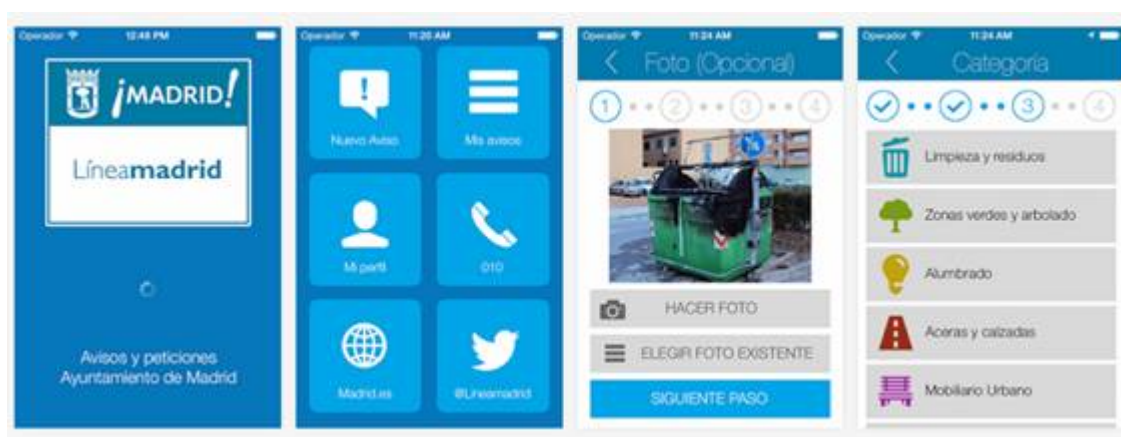 Operador 12:48 PM
¡MADRID!
Líneamadrid
Avisos y peticiones
Ayuntamiento de Madrid
Operador 11:20 AM
Nuevo Aviso
Mis avisos
Mi perfil
010
Madrid.es
@Lineamadrid
Operador 11:24 AM
Foto (Opcional)
1 2 3 4
HACER FOTO
ELEGIR FOTO EXISTENTE
SIGUIENTE PASO
Operador 11:24 AM
Categoría
3 4
Limpieza y residuos
Zonas verdes y arbolado
Alumbrado
Aceras y calzadas
Mobiliario Urbano